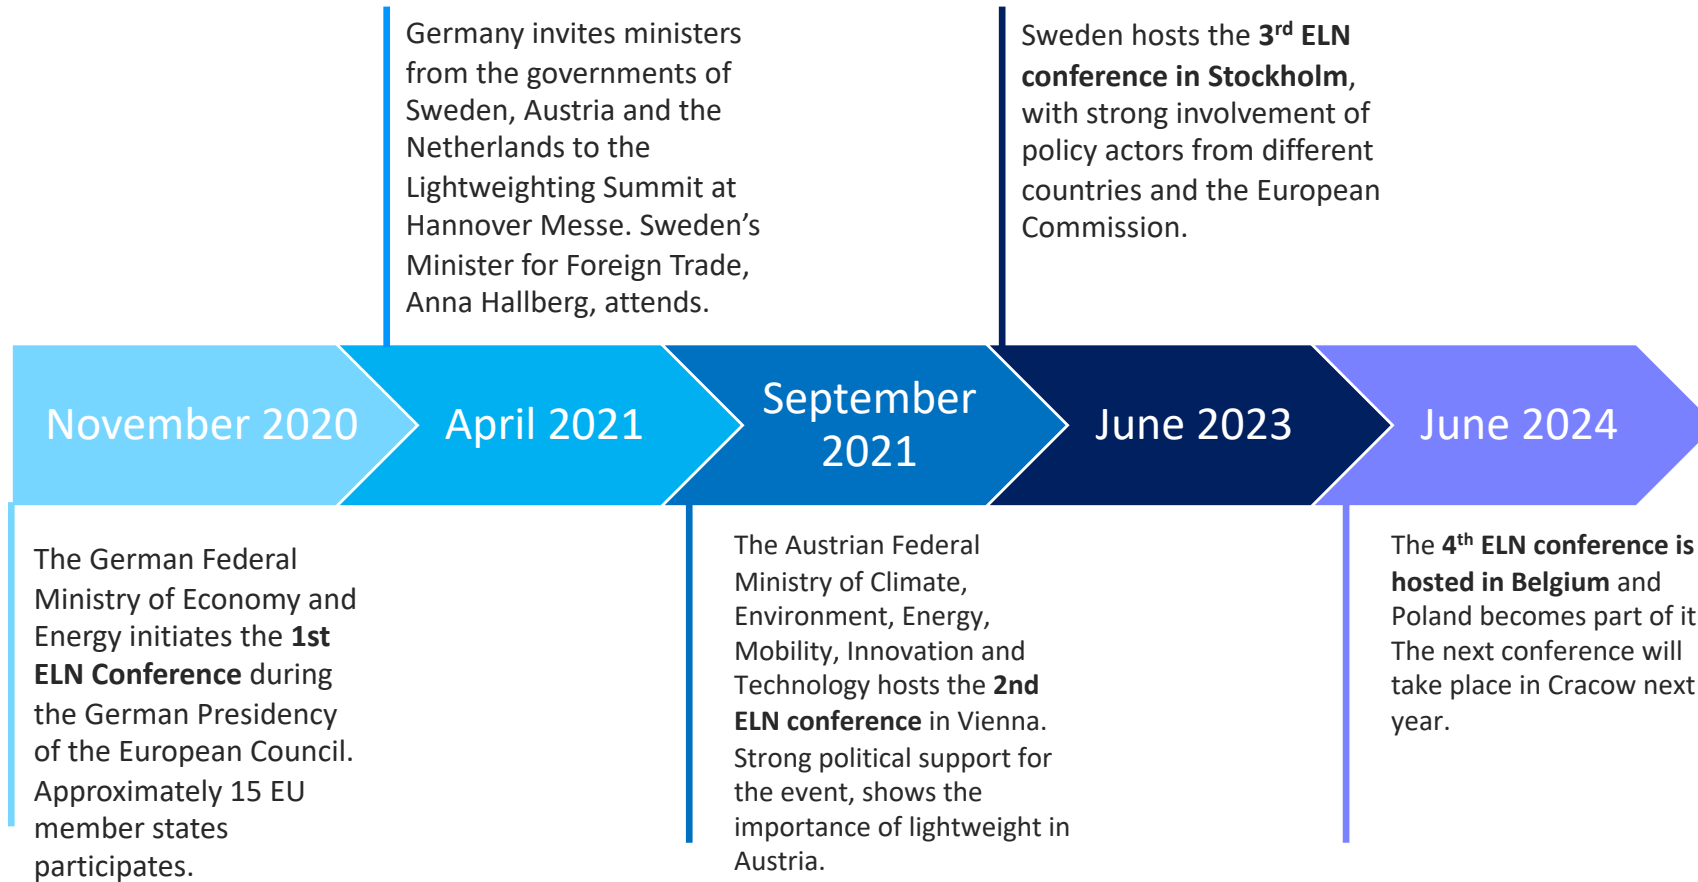 Germany invites ministers
from the governments of
Sweden, Austria and the
Netherlands to the
Lightweighting Summit at
Hannover Messe. Sweden’s
Minister for Foreign Trade,
Anna Hallberg, attends.
Sweden hosts the 3rd ELN
conference in Stockholm,
with strong involvement of
policy actors from different
countries and the European
Commission.
November 2020
April 2021
September
2021
June 2023
June 2024
The German Federal
Ministry of Economy and
Energy initiates the 1st
ELN Conference during
the German Presidency
of the European Council.
Approximately 15 EU
member states
participates.
The Austrian Federal
Ministry of Climate,
Environment, Energy,
Mobility, Innovation and
Technology hosts the 2nd
ELN conference in Vienna.
Strong political support for
the event, shows the
importance of lightweight in
Austria.
The 4th ELN conference is
hosted in Belgium and
Poland becomes part of it
The next conference will
take place in Cracow next
year.